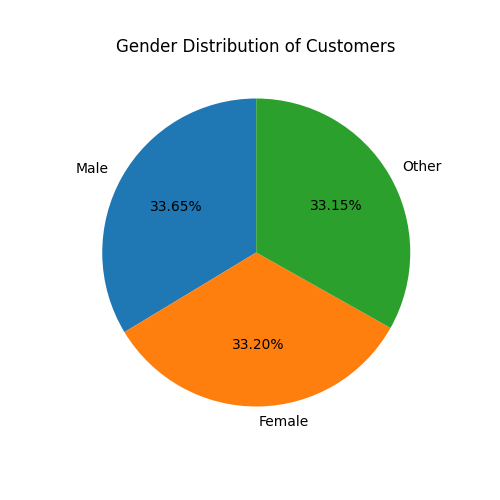 Gender Distribution of Customers
Male
Other
33.65%
33.15%
33.20%
Female